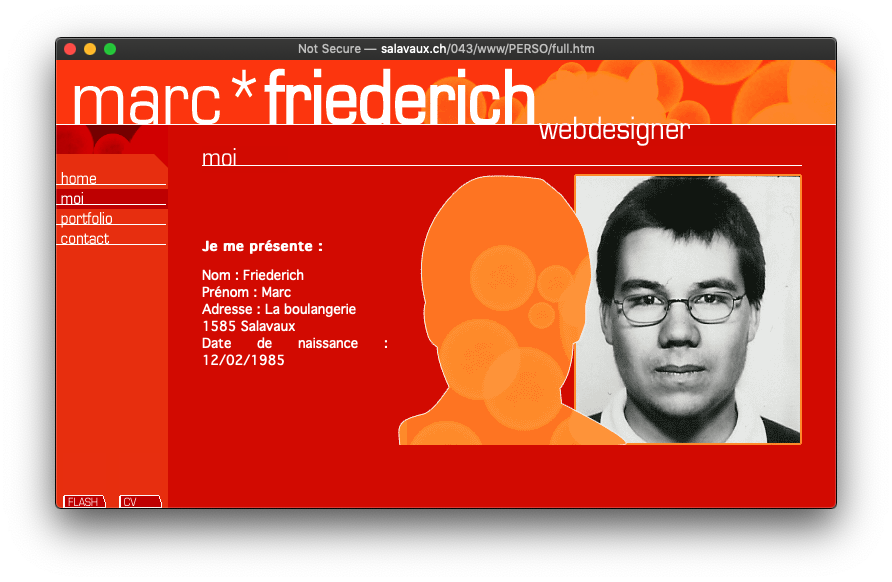 Not Secure — salavaux.ch/043/www/PERSO/full.htm
marc*friederich
webdesigner
moi
home
moi
portfolio
contact
Je me présente :
Nom : Friederich
Prénom : Marc
Adresse : La boulangerie
1585 Salavaux
Date de naissance :
12/02/1985
FLASH
CV